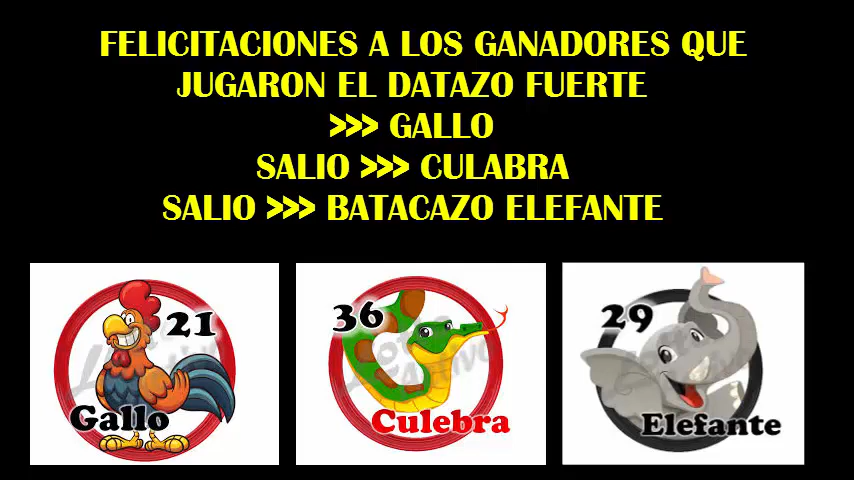 FELICITACIONES A LOS GANADORES QUE
JUGARON EL DATAZO FUERTE
>>> GALLO
SALIO >>> CULABRA
SALIO >>> BATACAZO ELEFANTE
21
Gallo
36
Culebra
29
Elefante